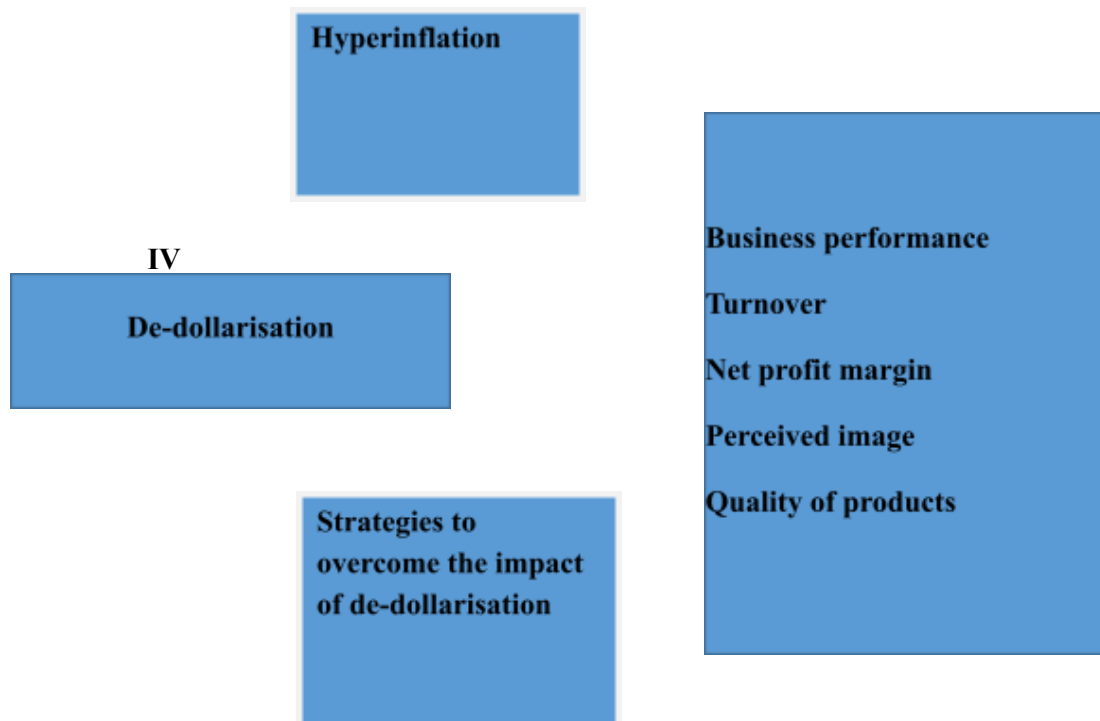 Hyperinflation
IV
De-dollarisation
Business performance
Turnover
Net profit margin
Perceived image
Quality of products
Strategies to
overcome the impact
of de-dollarisation